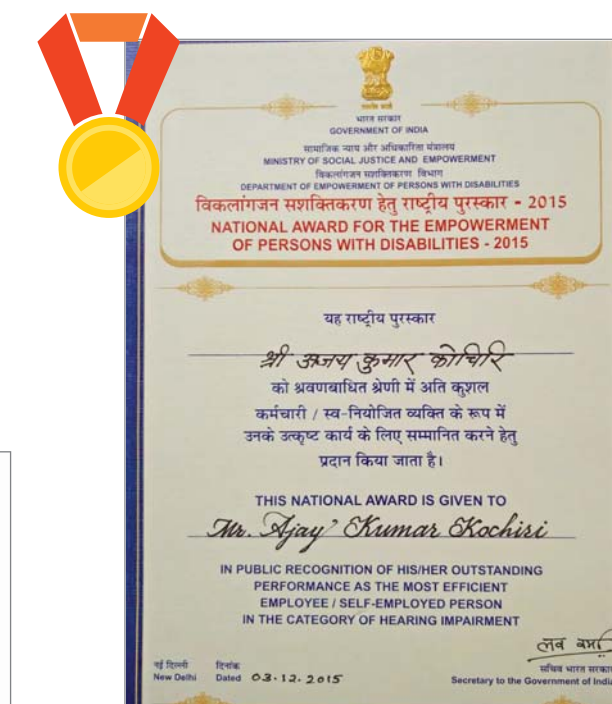 भारत सरकार
GOVERNMENT OF INDIA
सामाजिक न्याय और अधिकारिता मंत्रालय
MINISTRY OF SOCIAL JUSTICE AND EMPOWERMENT
विकलांगजन सशक्तिकरण विभाग
DEPARTMENT OF EMPOWERMENT OF PERSONS WITH DISABILITIES
विकलांगजन सशक्तिकरण हेतु राष्ट्रीय पुरस्कार - 2015
NATIONAL AWARD FOR THE EMPOWERMENT
OF PERSONS WITH DISABILITIES - 2015
यह राष्ट्रीय पुरस्कार
श्री अजय कुमार कोचिरि
को श्रवणबाधित श्रेणी में अति कुशल
कर्मचारी / स्व-नियोजित व्यक्ति के रूप में
उनके उत्कृष्ट कार्य के लिए सम्मानित करने हेतु
प्रदान किया जाता है।
THIS NATIONAL AWARD IS GIVEN TO
Mr. Ajay Kumar Kochiri
IN PUBLIC RECOGNITION OF HIS/HER OUTSTANDING
PERFORMANCE AS THE MOST EFFICIENT
EMPLOYEE / SELF-EMPLOYED PERSON
IN THE CATEGORY OF HEARING IMPAIRMENT
लव वर्मा
नई दिल्ली दिनांक सचिव भारत सरकार
New Delhi Dated 03.12.2015 Secretary to the Government of India